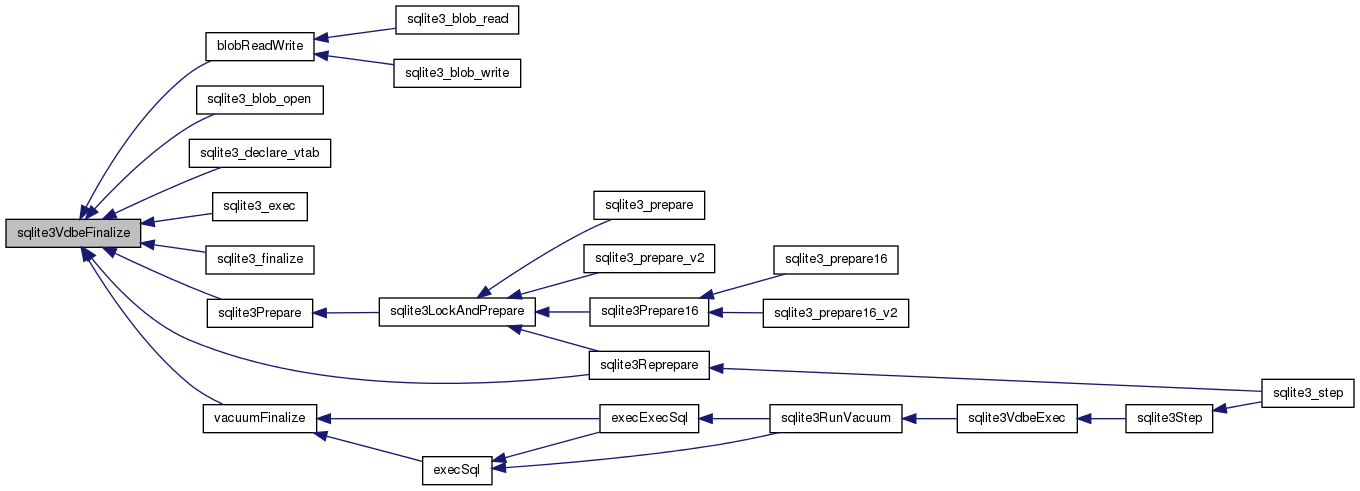 sqlite3_blob_read
blobReadWrite
sqlite3_blob_write
sqlite3_blob_open
sqlite3_declare_vtab
sqlite3_exec
sqlite3_prepare
sqlite3VdbeFinalize
sqlite3_finalize
sqlite3_prepare_v2
sqlite3_prepare16
sqlite3Prepare
sqlite3LockAndPrepare
sqlite3Prepare16
sqlite3_prepare16_v2
sqlite3Reprepare
sqlite3_step
vacuumFinalize
execExecSql
sqlite3RunVacuum
sqlite3VdbeExec
sqlite3Step
execSql